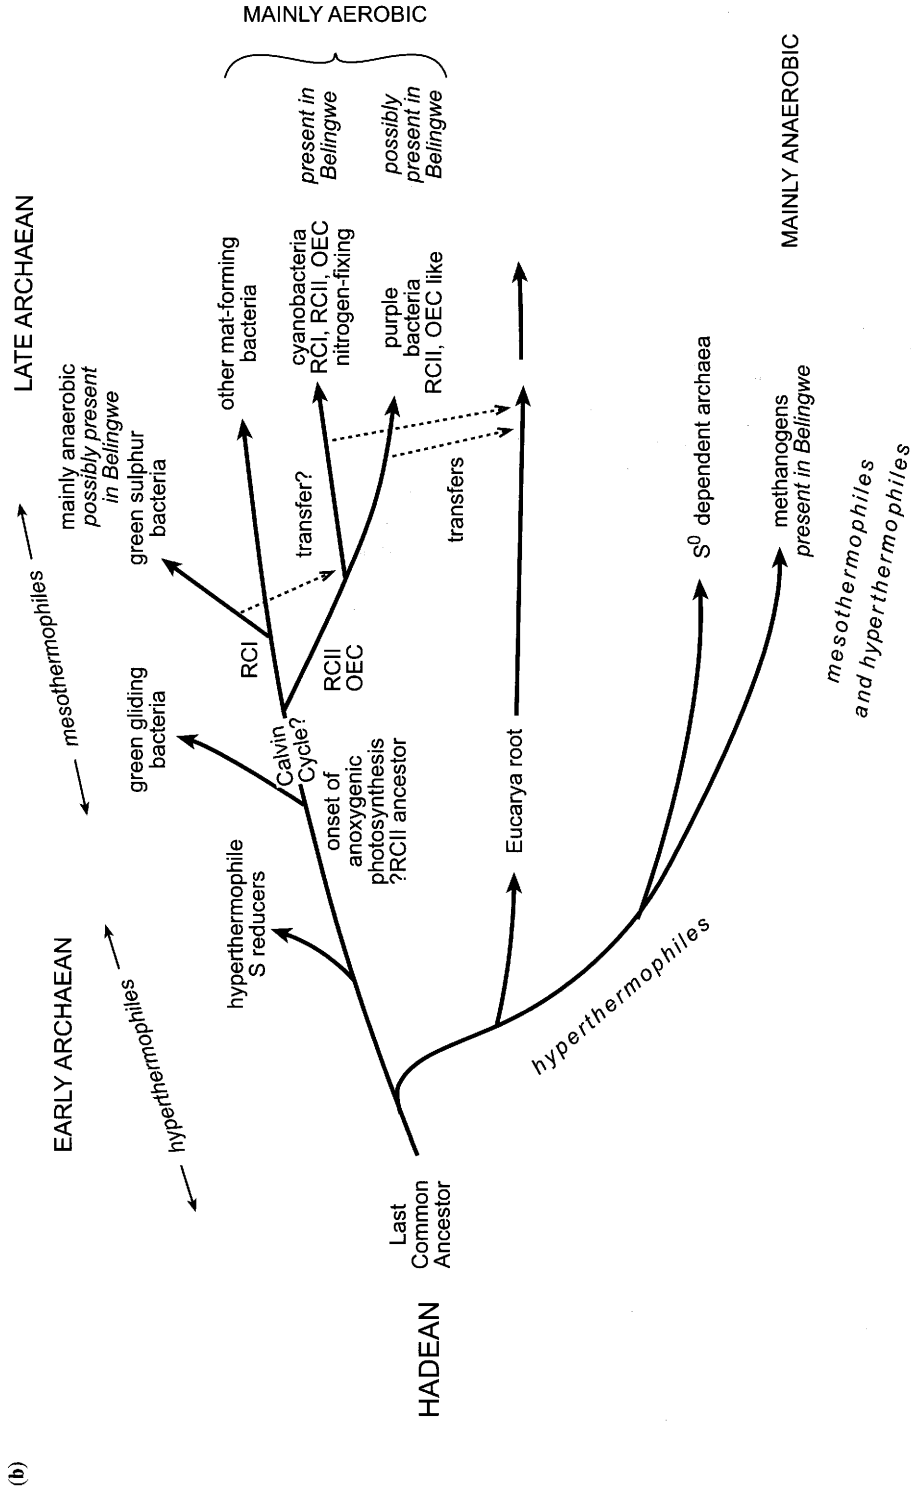 (b)
HADEAN
EARLY ARCHAEAN
LATE ARCHAEAN
hyperthermophiles
mesothermophiles
Last
Common
Ancestor
hyperthermophile
S reducers
green gliding
bacteria
mainly anaerobic
possibly present
in Belingwe
green sulphur
bacteria
Calvin
Cycle?
onset of
anoxygenic
photosynthesis
?RCII ancestor
RCI
RCII
OEC
transfer?
other mat-forming
bacteria
cyanobacteria
RCI, RCII, OEC
nitrogen-fixing
present in
Belingwe
purple
bacteria
RCII, OEC like
possibly
present in
Belingwe
MAINLY AEROBIC
transfers
Eucarya root
hyperthermophiles
S⁰ dependent archaea
methanogens
present in Belingwe
MAINLY ANAEROBIC
mesothermophiles
and hyperthermophiles